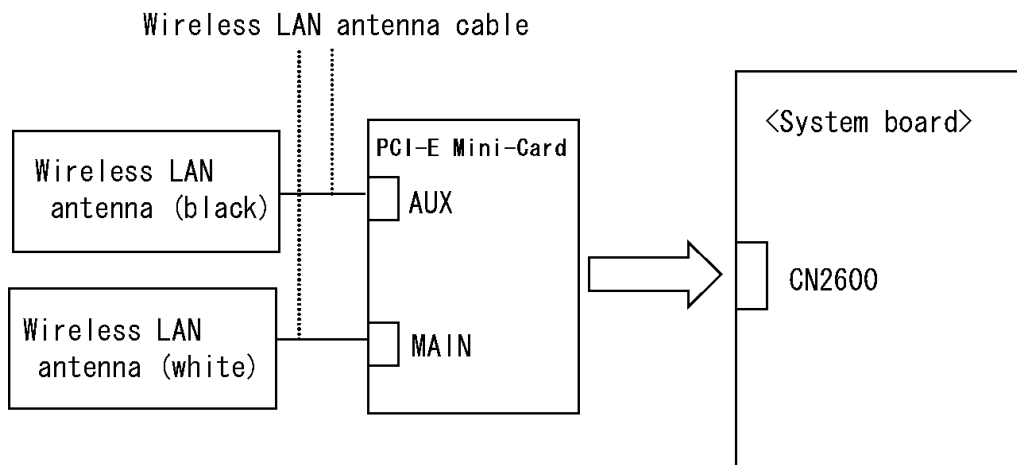 Wireless LAN antenna cable
<System board>
PCI-E Mini-Card
Wireless LAN
antenna (black)
AUX
CN2600
Wireless LAN
antenna (white)
MAIN